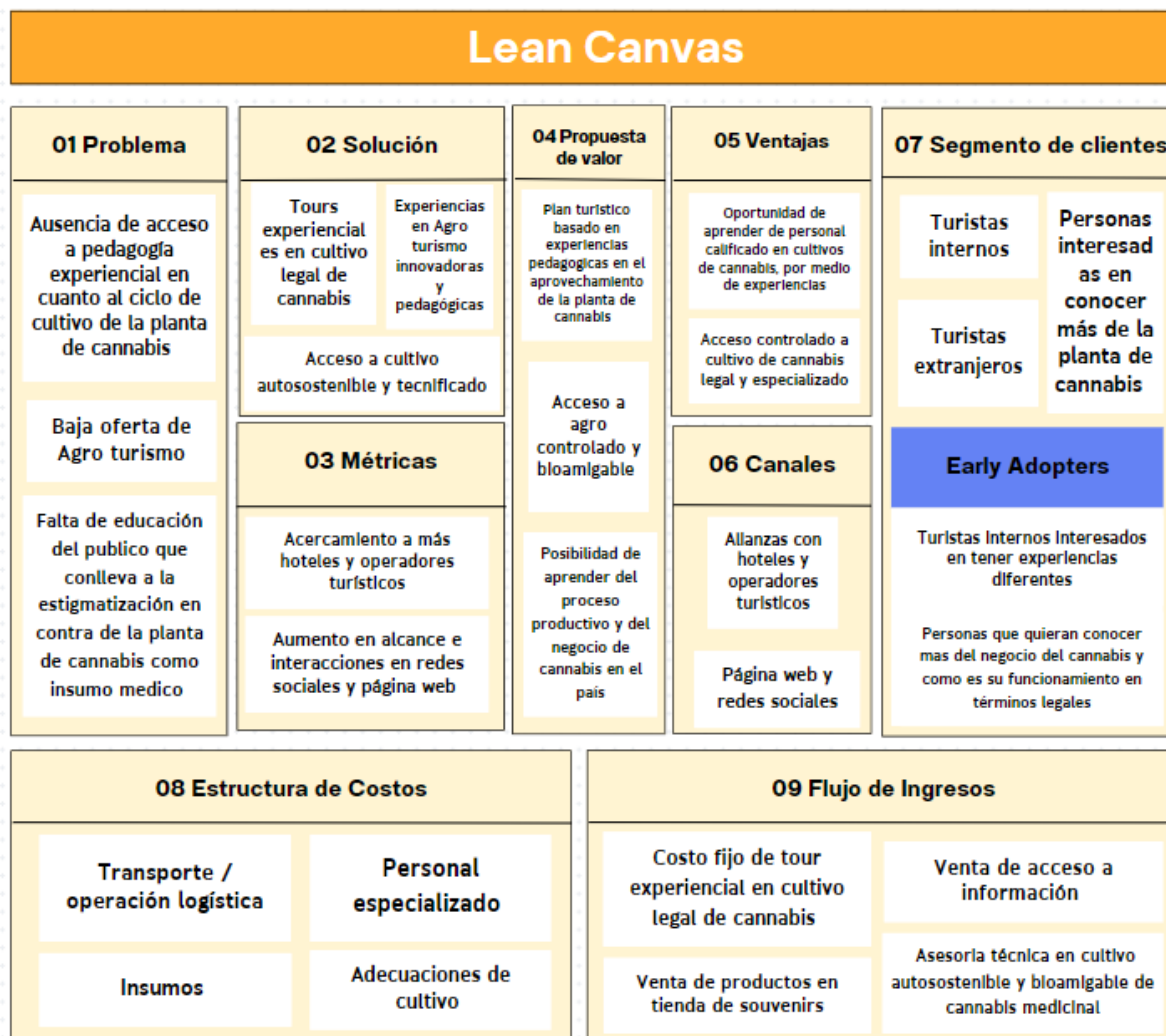 Lean Canvas
01 Problema
Ausencia de acceso
a pedagogía
experiencial en
cuanto al ciclo de
cultivo de la planta
de cannabis
Baja oferta de
Agro turismo
Falta de educación
del publico que
conlleva a la
estigmatización en
contra de la planta
de cannabis como
insumo medico
02 Solución
Tours
experiencial
es en cultivo
legal de
cannabis
Experiencias
en Agro
turismo
innovadoras
y
pedagógicas
Acceso a cultivo
autosostenible y tecnificado
03 Métricas
Acercamiento a más
hoteles y operadores
turísticos
Aumento en alcance e
interacciones en redes
sociales y página web
04 Propuesta
de valor
Plan turístico
basado en
experiencias
pedagogicas en el
aprovechamiento
de la planta de
cannabis
Acceso a
agro
controlado y
bioamigable
Posibilidad de
aprender del
proceso
productivo y del
negocio de
cannabis en el
país
05 Ventajas
Oportunidad de
aprender de personal
calificado en cultivos
de cannabis, por medio
de experiencias
Acceso controlado a
cultivo de cannabis
legal y especializado
06 Canales
Alianzas con
hoteles y
operadores
turísticos
Página web y
redes sociales
07 Segmento de clientes
Turistas
internos
Turistas
extranjeros
Personas
interesad
as en
conocer
más de la
planta de
cannabis
Early Adopters
Turistas internos interesados
en tener experiencias
diferentes
Personas que quieran conocer
mas del negocio del cannabis y
como es su funcionamiento en
términos legales
08 Estructura de Costos
Transporte /
operación logística
Personal
especializado
Insumos
Adecuaciones de
cultivo
09 Flujo de Ingresos
Costo fijo de tour
experiencial en cultivo
legal de cannabis
Venta de acceso a
información
Venta de productos en
tienda de souvenirs
Asesoria técnica en cultivo
autosostenible y bioamigable de
cannabis medicinal